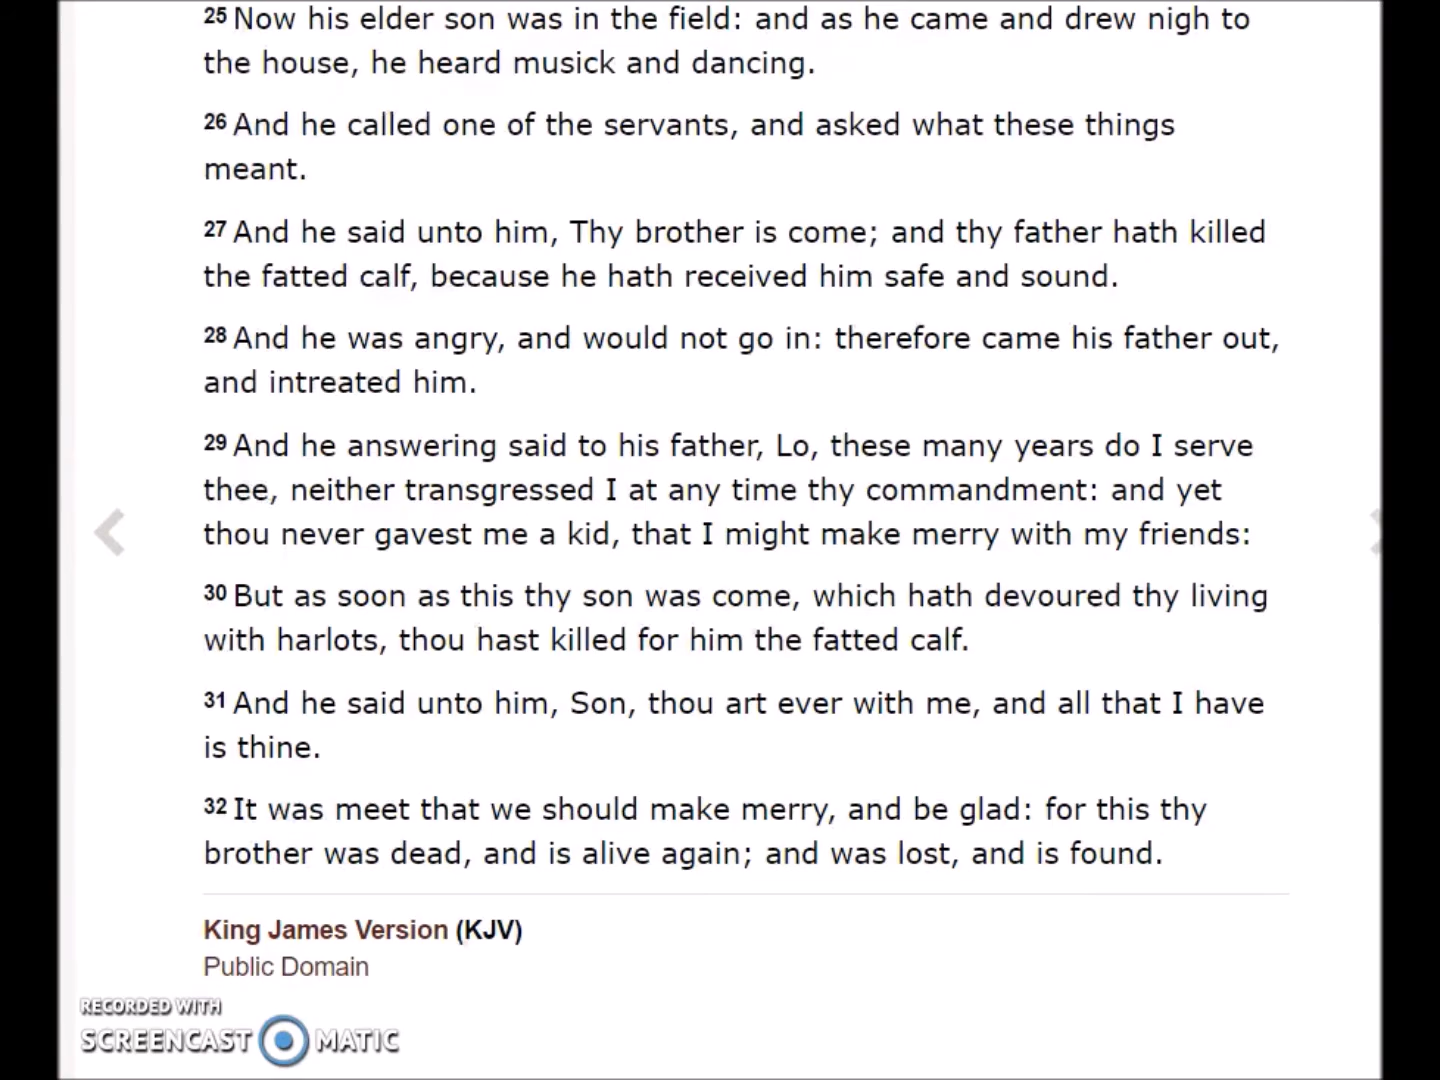 25 Now his elder son was in the field: and as he came and drew nigh to
the house, he heard musick and dancing.
26 And he called one of the servants, and asked what these things
meant.
27 And he said unto him, Thy brother is come; and thy father hath killed
the fatted calf, because he hath received him safe and sound.
28 And he was angry, and would not go in: therefore came his father out,
and intreated him.
29 And he answering said to his father, Lo, these many years do I serve
thee, neither transgressed I at any time thy commandment: and yet
thou never gavest me a kid, that I might make merry with my friends:
30 But as soon as this thy son was come, which hath devoured thy living
with harlots, thou hast killed for him the fatted calf.
31 And he said unto him, Son, thou art ever with me, and all that I have
is thine.
32 It was meet that we should make merry, and be glad: for this thy
brother was dead, and is alive again; and was lost, and is found.
King James Version (KJV)
Public Domain
RECORDED WITH
SCREENCAST MATIC